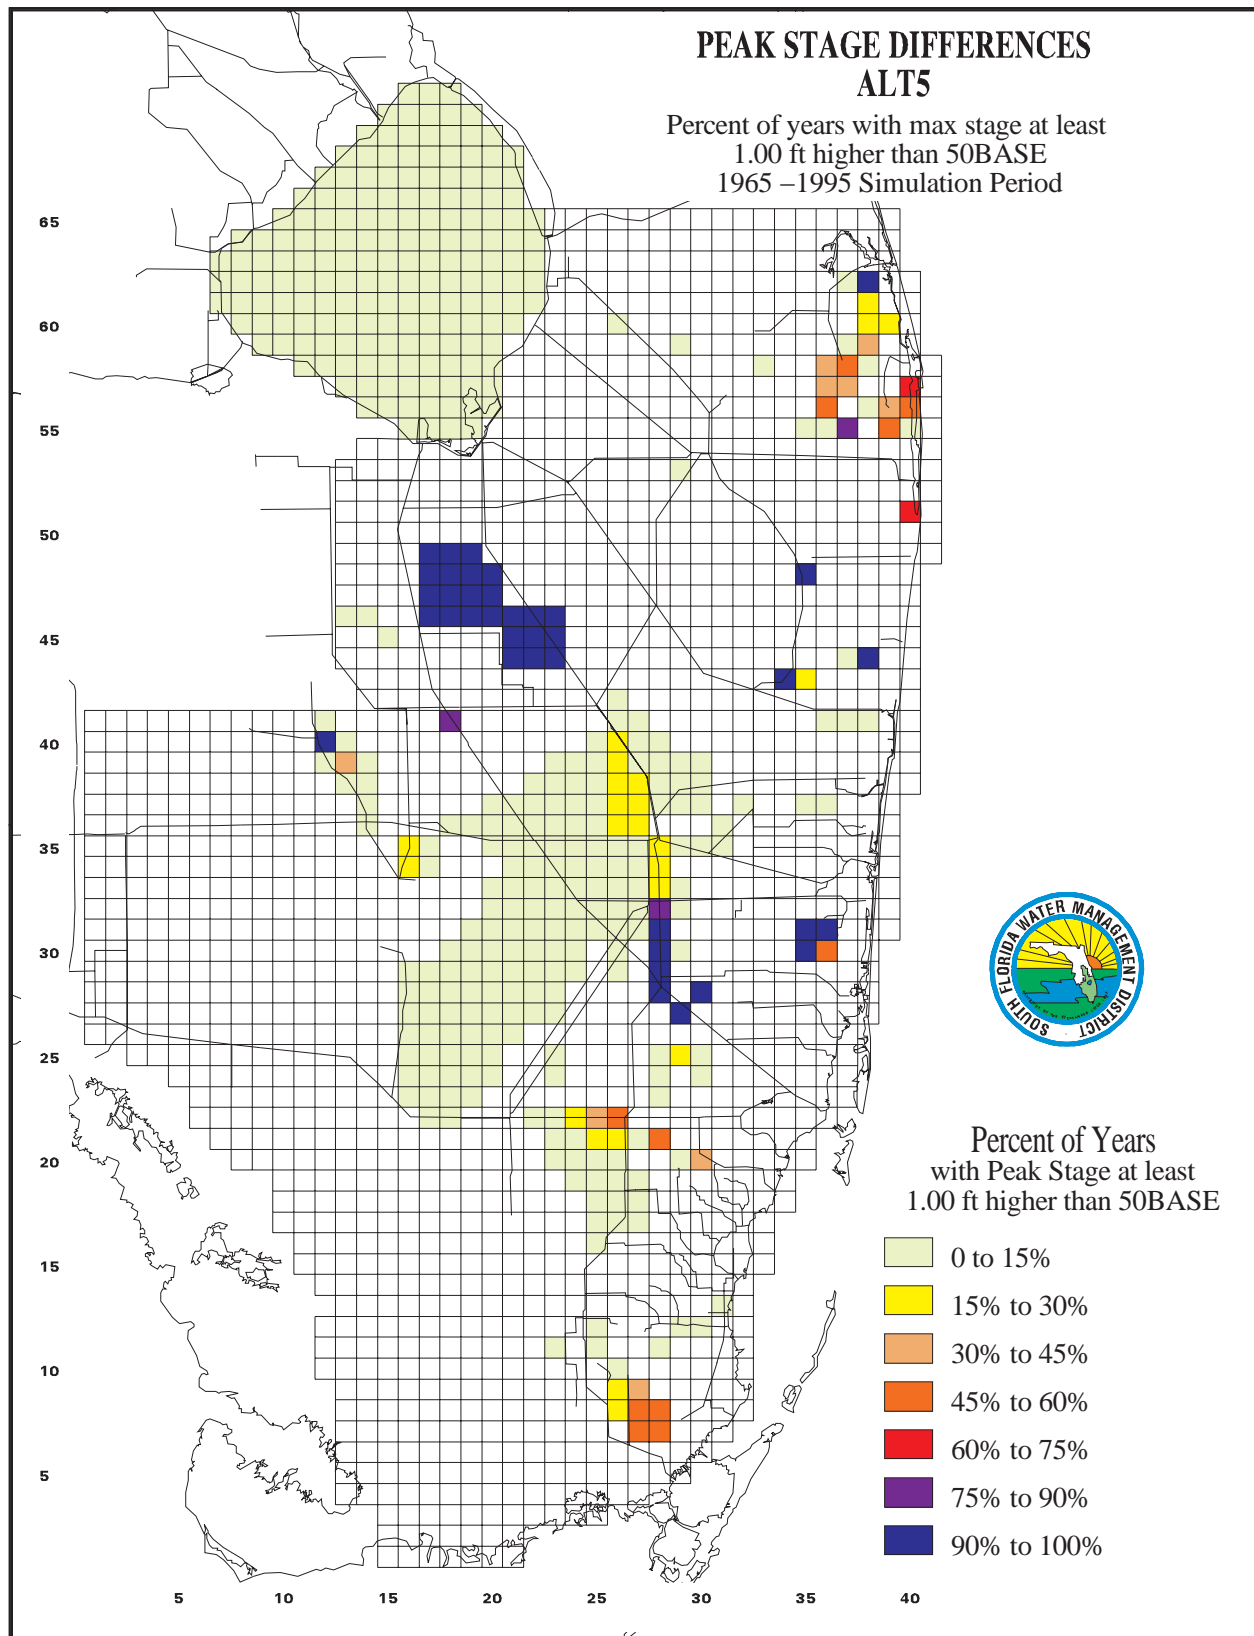 PEAK STAGE DIFFERENCES
ALT5
Percent of years with max stage at least
1.00 ft higher than 50BASE
1965 –1995 Simulation Period
65
60
55
50
45
40
35
30
25
20
15
10
5
5 10 15 20 25 30 35 40
SOUTH FLORIDA WATER MANAGEMENT DISTRICT
Percent of Years
with Peak Stage at least
1.00 ft higher than 50BASE
0 to 15%
15% to 30%
30% to 45%
45% to 60%
60% to 75%
75% to 90%
90% to 100%